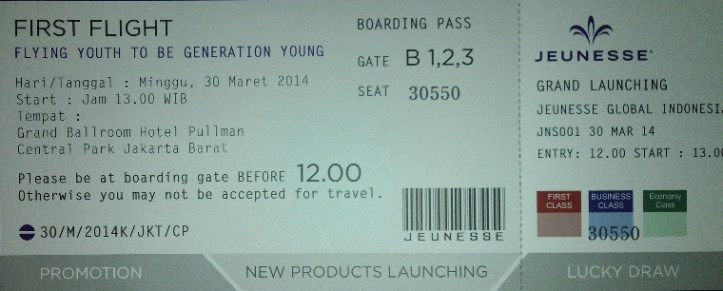 FIRST FLIGHT
FLYING YOUTH TO BE GENERATION YOUNG
Hari/Tanggal : Minggu, 30 Maret 2014
Start : Jam 13.00 WIB
Tempat :
Grand Ballroom Hotel Pullman
Central Park Jakarta Barat
Please be at boarding gate BEFORE 12.00
Otherwise you may not be accepted for travel.
30/M/2014K/JKT/CP
BOARDING PASS
GATE B 1,2,3
SEAT 30550
JEUNESSE
JEUNESSE
GRAND LAUNCHING
JEUNESSE GLOBAL INDONESI
JNS001 30 MAR 14
ENTRY: 12.00 START : 13.0
FIRST CLASS
BUSINESS CLASS
Economy Class
30550
PROMOTION
NEW PRODUCTS LAUNCHING
LUCKY DRAW